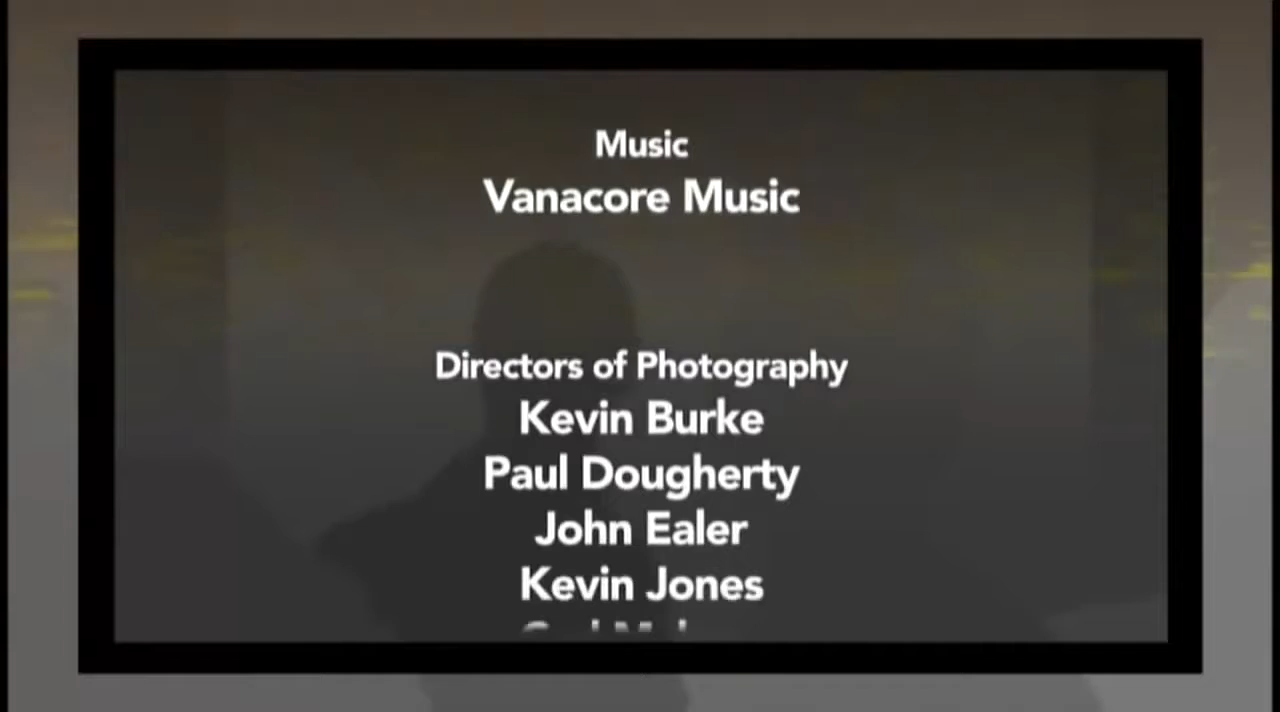 Music
Vanacore Music
Directors of Photography
Kevin Burke
Paul Dougherty
John Ealer
Kevin Jones